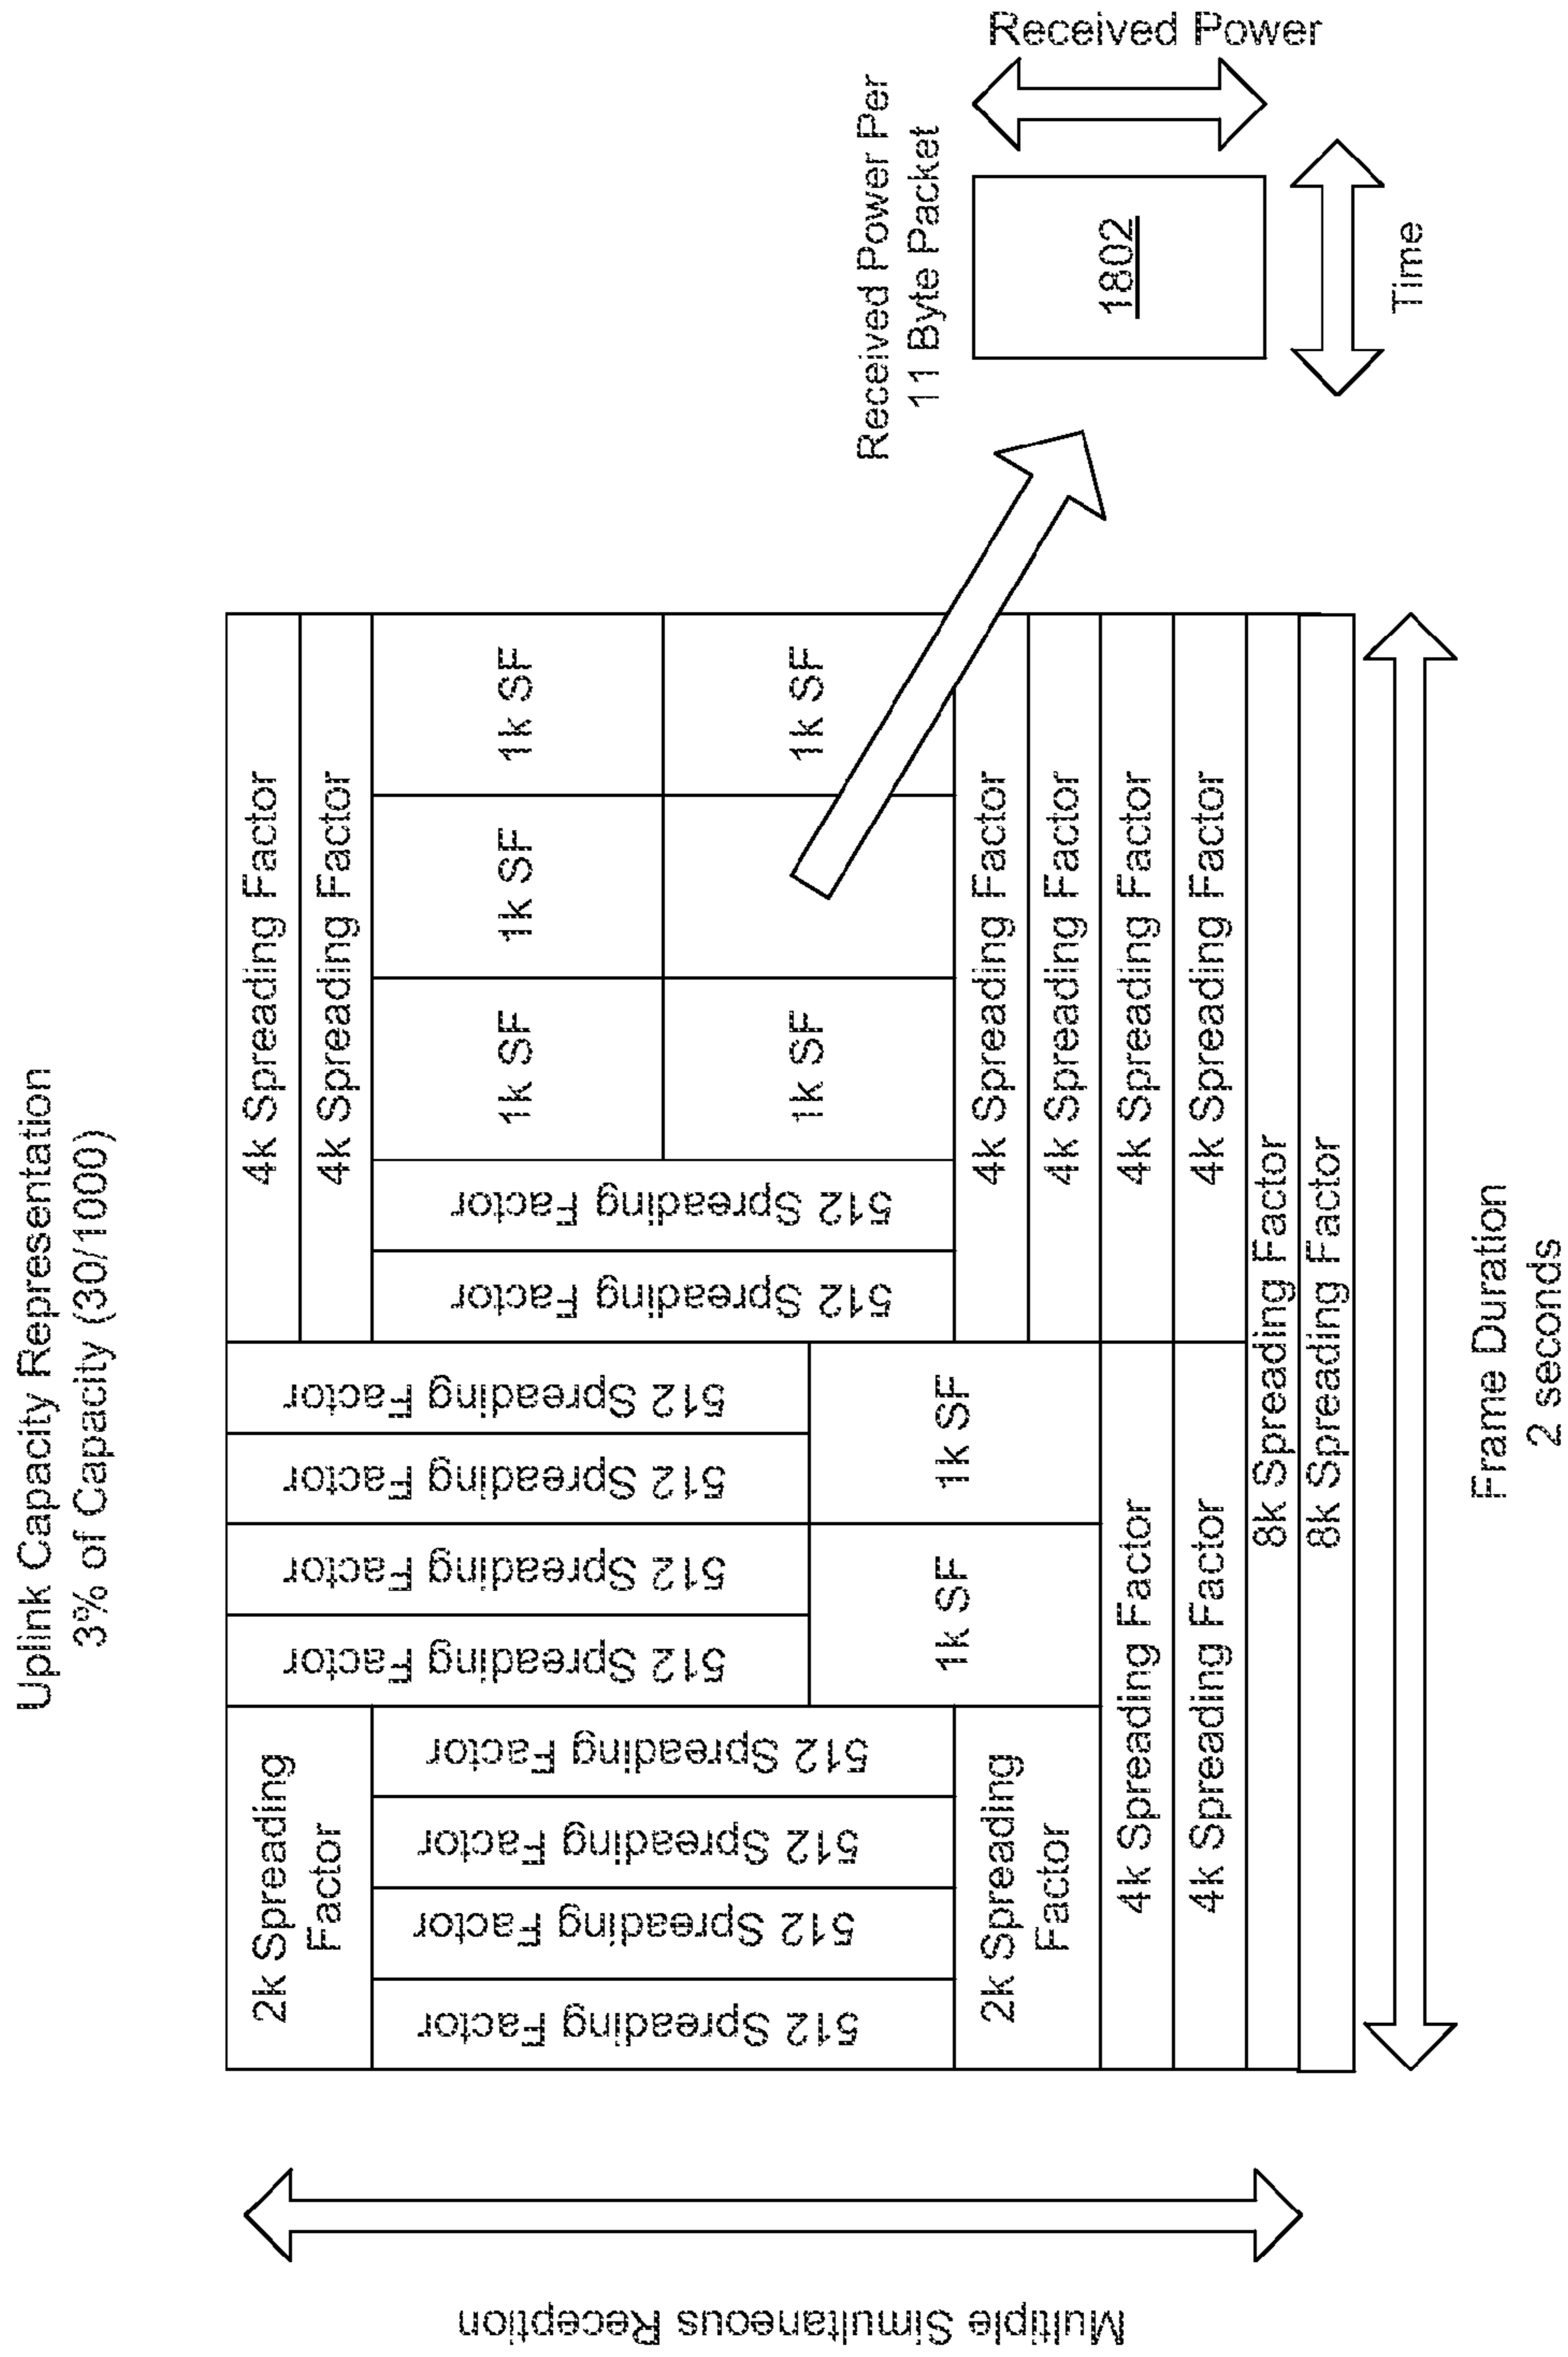 Uplink Capacity Representation
3% of Capacity (30/1000)
Multiple Simultaneous Reception
2k Spreading
Factor
512 Spreading Factor
512 Spreading Factor
512 Spreading Factor
512 Spreading Factor
2k Spreading
Factor
512 Spreading Factor
512 Spreading Factor
512 Spreading Factor
512 Spreading Factor
1k SF
1k SF
4k Spreading Factor
4k Spreading Factor
4k Spreading Factor
4k Spreading Factor
512 Spreading Factor
512 Spreading Factor
1k SF
1k SF
1k SF
1k SF
1k SF
4k Spreading Factor
4k Spreading Factor
4k Spreading Factor
4k Spreading Factor
8k Spreading Factor
8k Spreading Factor
Frame Duration
2 seconds
Received Power Per
11 Byte Packet
1802
Received Power
Time